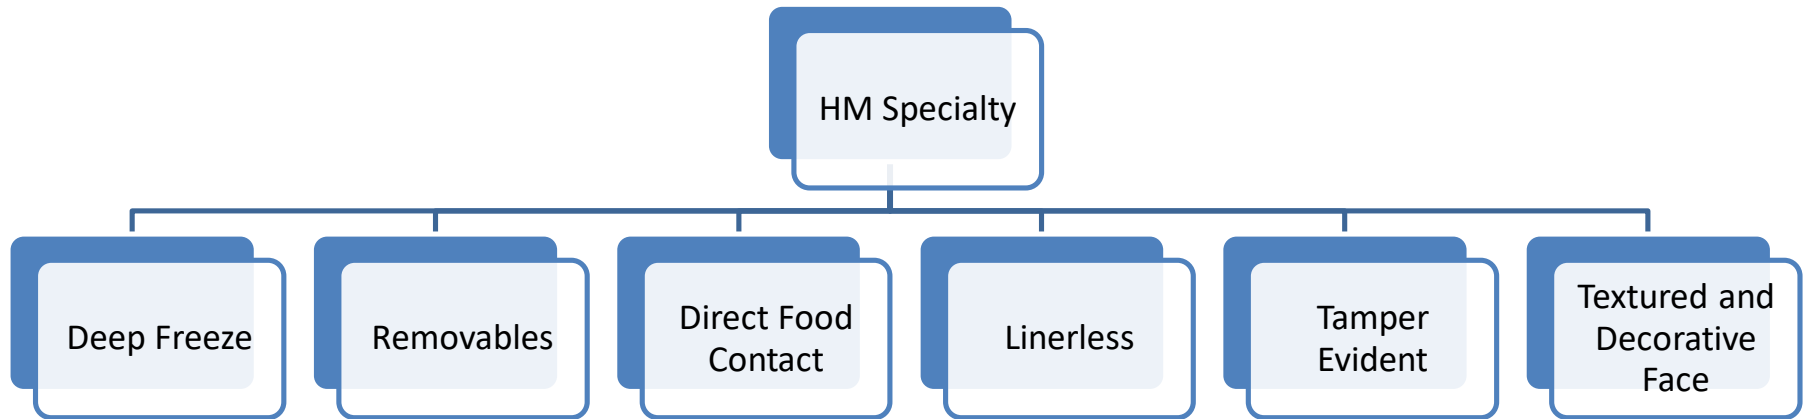 HM Specialty
Deep Freeze
Removables
Direct Food
Contact
Linerless
Tamper
Evident
Textured and
Decorative
Face